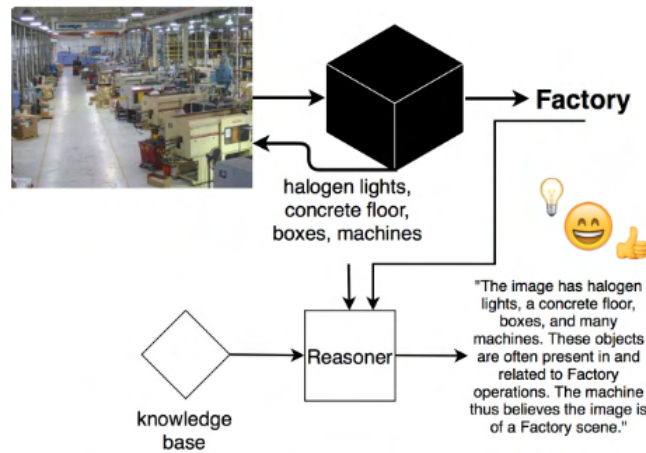 Factory
halogen lights,
concrete floor,
boxes, machines
"The image has halogen
lights, a concrete floor,
boxes, and many
machines. These objects
are often present in and
related to Factory
operations. The machine
thus believes the image is
of a Factory scene."
Reasoner
knowledge
base